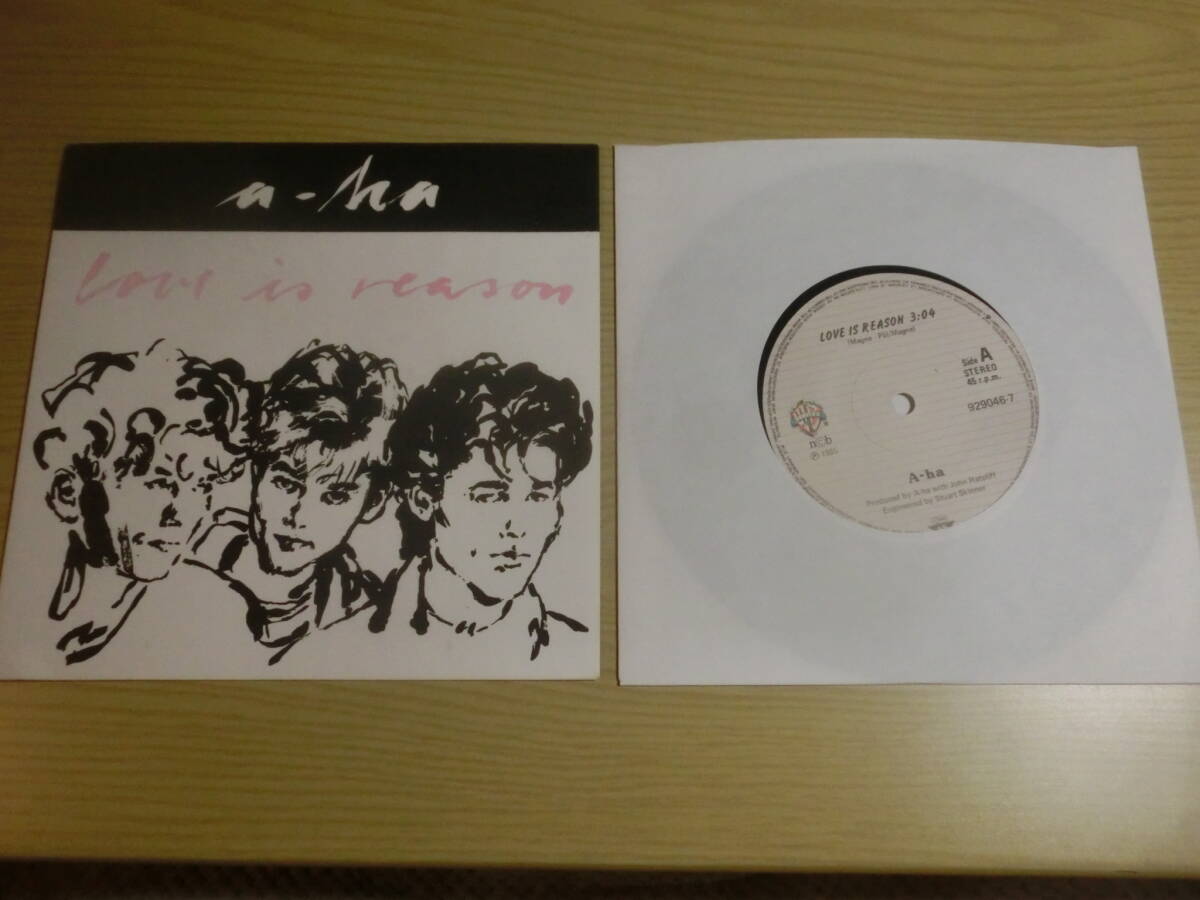 a-ha
love is reason
LOVE IS REASON 3:04
(Magne Pål/Magne)
Side A
STEREO
45 r.p.m.
929046-7
n©b
℗ 1985
A-ha
Produced by A-ha with John Ratcliff
Engineered by Stuart Skinner